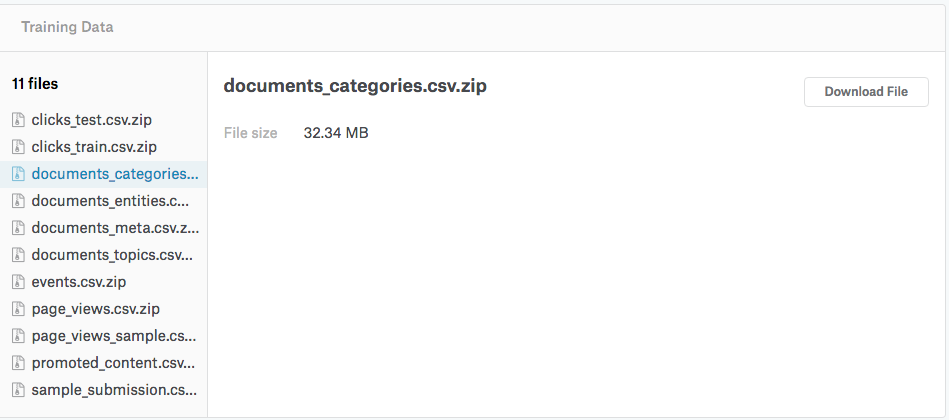 Training Data
11 files
clicks_test.csv.zip
clicks_train.csv.zip
documents_categories...
documents_entities.c...
documents_meta.csv.z...
documents_topics.csv...
events.csv.zip
page_views.csv.zip
page_views_sample.cs...
promoted_content.csv...
sample_submission.cs...
documents_categories.csv.zip
Download File
File size 32.34 MB